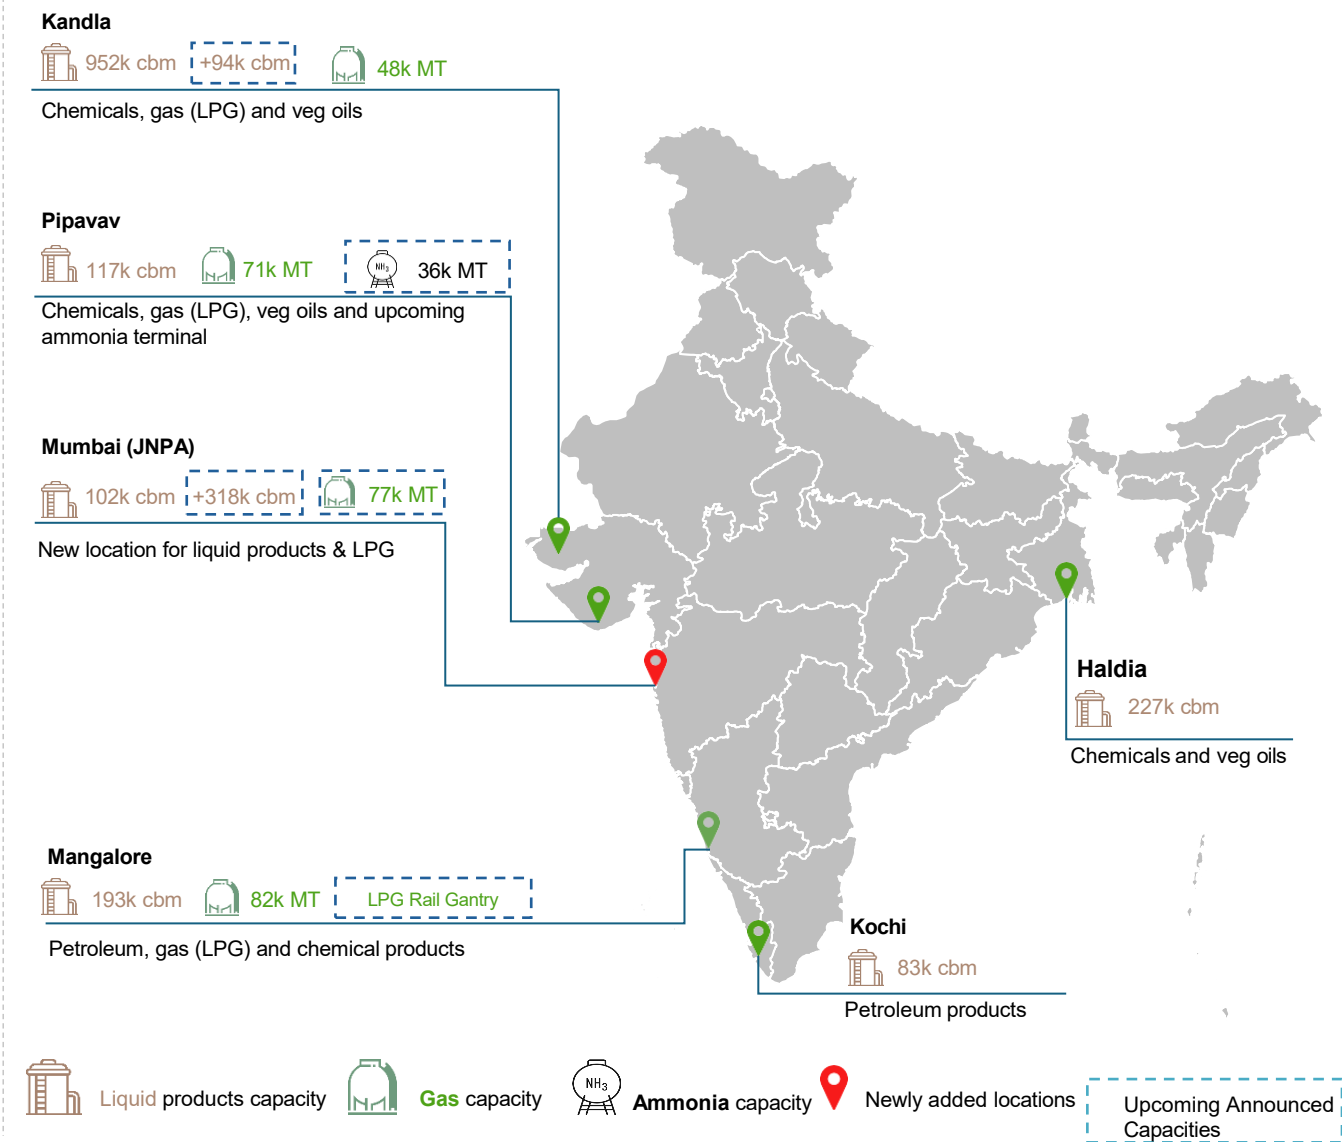 Kandla
952k cbm +94k cbm 48k MT
Chemicals, gas (LPG) and veg oils
Pipavav
117k cbm 71k MT NH₃ 36k MT
Chemicals, gas (LPG), veg oils and upcoming
ammonia terminal
Mumbai (JNPA)
102k cbm +318k cbm 77k MT
New location for liquid products & LPG
Haldia
227k cbm
Chemicals and veg oils
Mangalore
193k cbm 82k MT LPG Rail Gantry
Petroleum, gas (LPG) and chemical products
Kochi
83k cbm
Petroleum products
Liquid products capacity
Gas capacity
NH₃
Ammonia capacity
Newly added locations
Upcoming Announced
Capacities